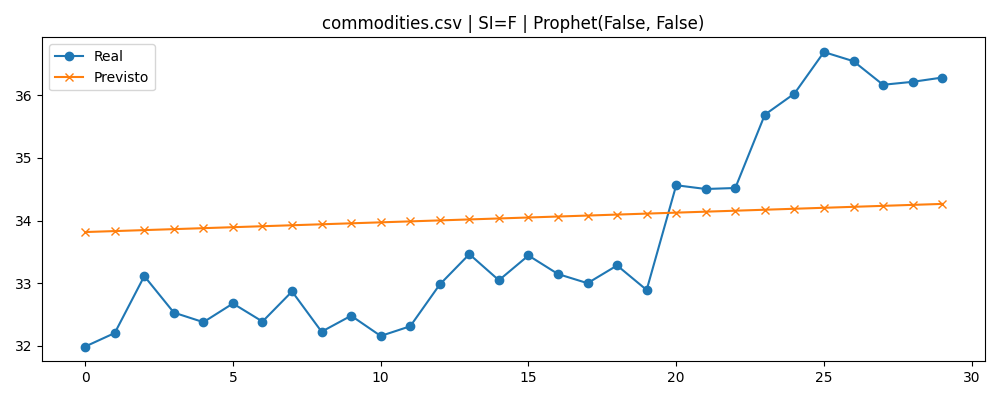 commodities.csv | SI=F | Prophet(False, False)
Real
Previsto
36
35
34
33
32
0 5 10 15 20 25 30